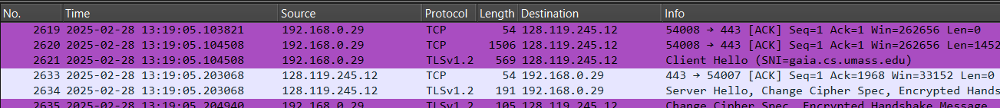 No. Time Source Protocol Length Destination Info
2619 2025-02-28 13:19:05.103821 192.168.0.29 TCP 54 128.119.245.12 54008 → 443 [ACK] Seq=1 Ack=1 Win=262656 Len=0
2620 2025-02-28 13:19:05.104508 192.168.0.29 TCP 1506 128.119.245.12 54008 → 443 [ACK] Seq=1 Ack=1 Win=262656 Len=1452
2621 2025-02-28 13:19:05.104508 192.168.0.29 TLSv1.2 569 128.119.245.12 Client Hello (SNI=gaia.cs.umass.edu)
2633 2025-02-28 13:19:05.203068 128.119.245.12 TCP 54 192.168.0.29 443 → 54007 [ACK] Seq=1 Ack=1968 Win=33152 Len=0
2634 2025-02-28 13:19:05.203068 128.119.245.12 TLSv1.2 191 192.168.0.29 Server Hello, Change Cipher Spec, Encrypted Hands
2635 2025-02-28 13:19:05.204940 192.168.0.29 TLSv1.2 105 128.119.245.12 Change Cipher Spec, Encrypted Handshake Message